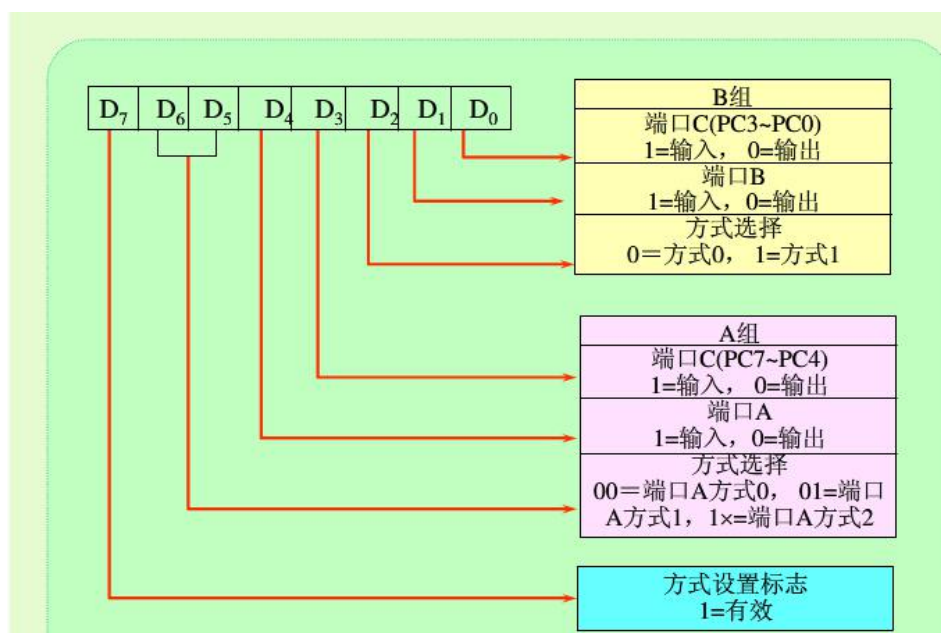 D7 D6 D5 D4 D3 D2 D1 D0
B组
端口C(PC3~PC0)
1=输入，0=输出
端口B
1=输入，0=输出
方式选择
0＝方式0，1=方式1
A组
端口C(PC7~PC4)
1=输入，0=输出
端口A
1=输入，0=输出
方式选择
00＝端口A方式0，01=端口
A方式1，1×=端口A方式2
方式设置标志
1=有效